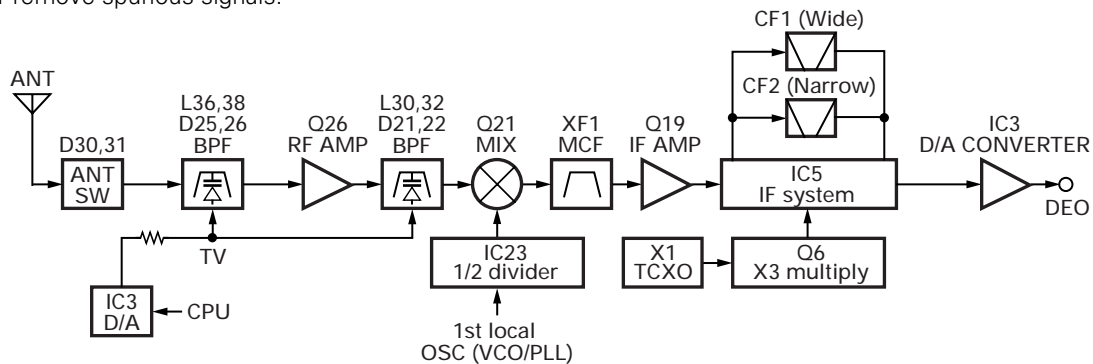 remove spurious signals.
CF1 (Wide)
CF2 (Narrow)
ANT
D30,31
ANT
SW
L36,38
D25,26
BPF
Q26
RF AMP
L30,32
D21,22
BPF
Q21
MIX
XF1
MCF
Q19
IF AMP
IC5
IF system
IC3
D/A CONVERTER
DEO
TV
IC3
D/A
CPU
IC23
1/2 divider
1st local
OSC (VCO/PLL)
X1
TCXO
Q6
X3 multiply